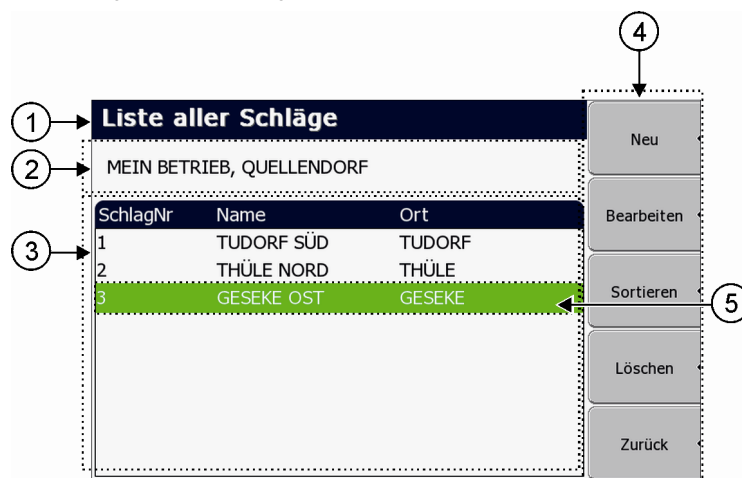 4
1
Liste aller Schläge
Neu
2
MEIN BETRIEB, QUELLENDORF
SchlagNr Name Ort
Bearbeiten
3
1 TUDORF SÜD TUDORF
2 THÜLE NORD THÜLE
3 GESEKE OST GESEKE
Sortieren
5
Löschen
Zurück